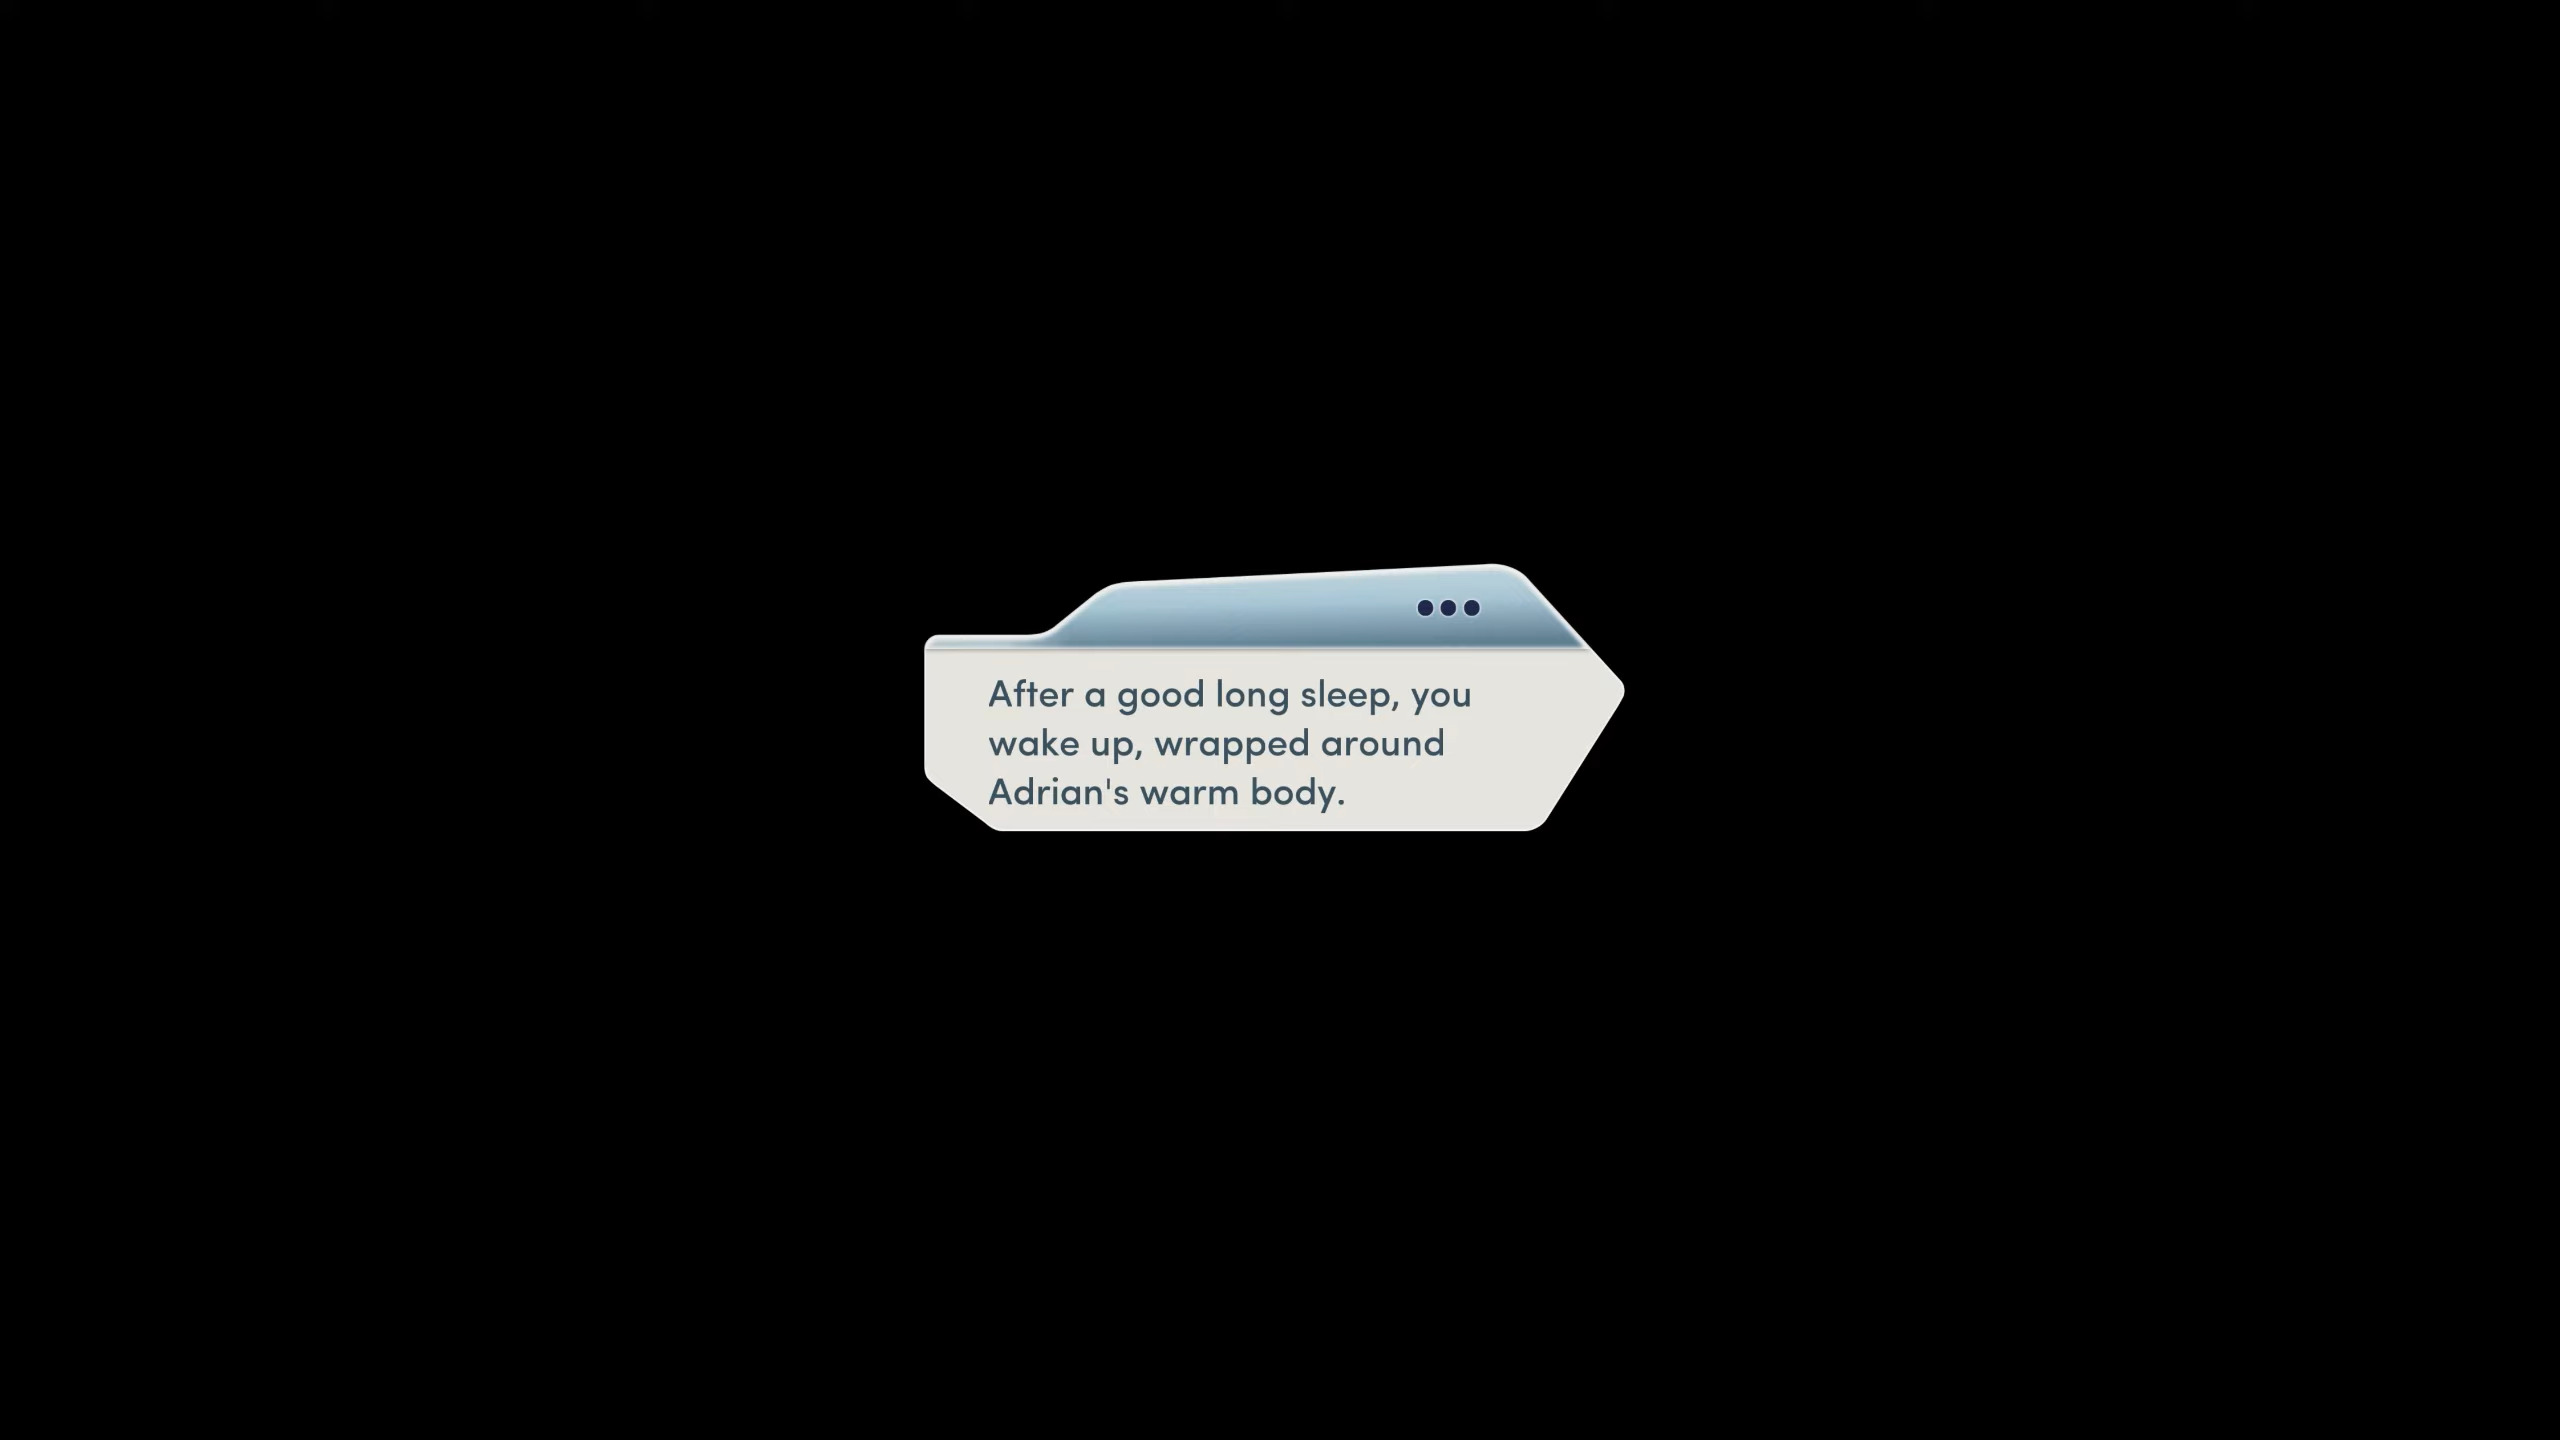 After a good long sleep, you
wake up, wrapped around
Adrian's warm body.